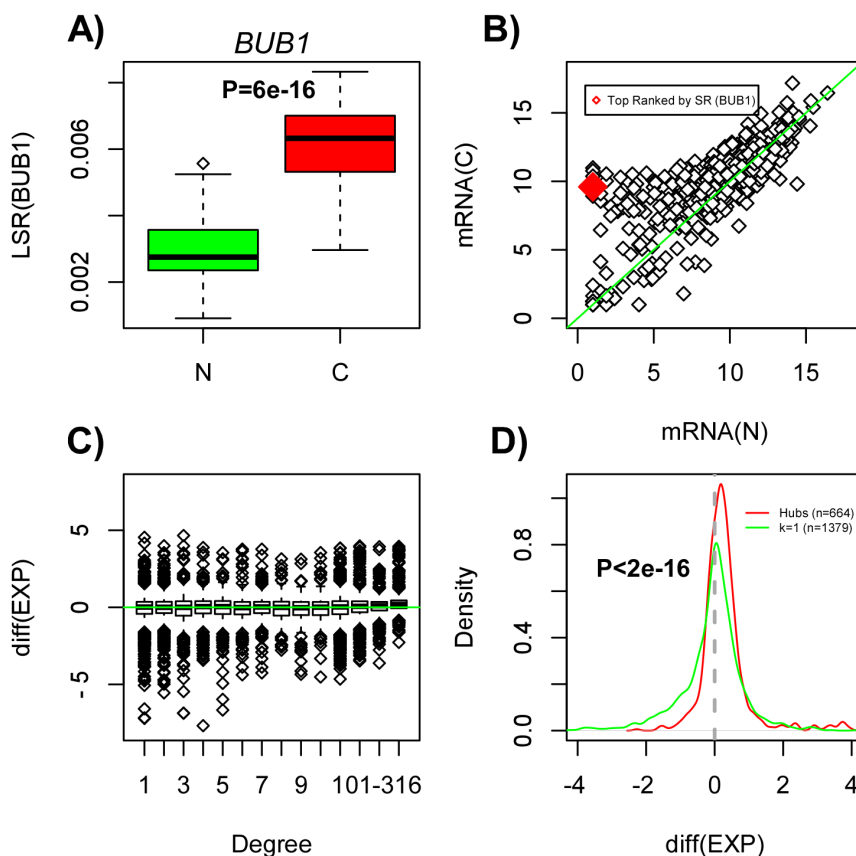 A)
BUB1
P=6e-16
LSR(BUB1)
0.006
0.002
N C
B)
Top Ranked by SR (BUB1)
mRNA(C)
15
10
5
0
0 5 10 15
mRNA(N)
C)
diff(EXP)
5
0
- 5
1 3 5 7 9 101-316
Degree
D)
Hubs (n=664)
k=1 (n=1379)
P<2e-16
Density
0.8
0.4
0.0
-4 -2 0 2 4
diff(EXP)